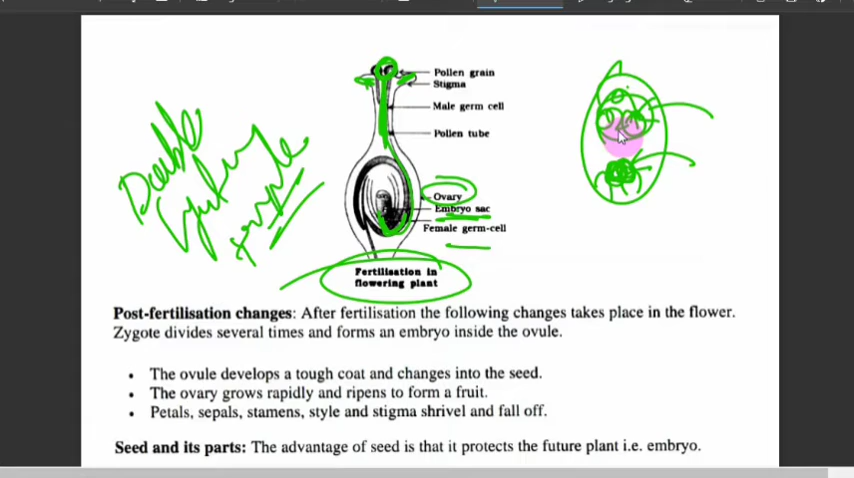 Pollen grain
Stigma
Male germ cell
Pollen tube
Ovary
Embryo sac
Female germ-cell
Fertilisation in
flowering plant
Double
Post-fertilisation changes: After fertilisation the following changes takes place in the flower.
Zygote divides several times and forms an embryo inside the ovule.
• The ovule develops a tough coat and changes into the seed.
• The ovary grows rapidly and ripens to form a fruit.
• Petals, sepals, stamens, style and stigma shrivel and fall off.
Seed and its parts: The advantage of seed is that it protects the future plant i.e. embryo.